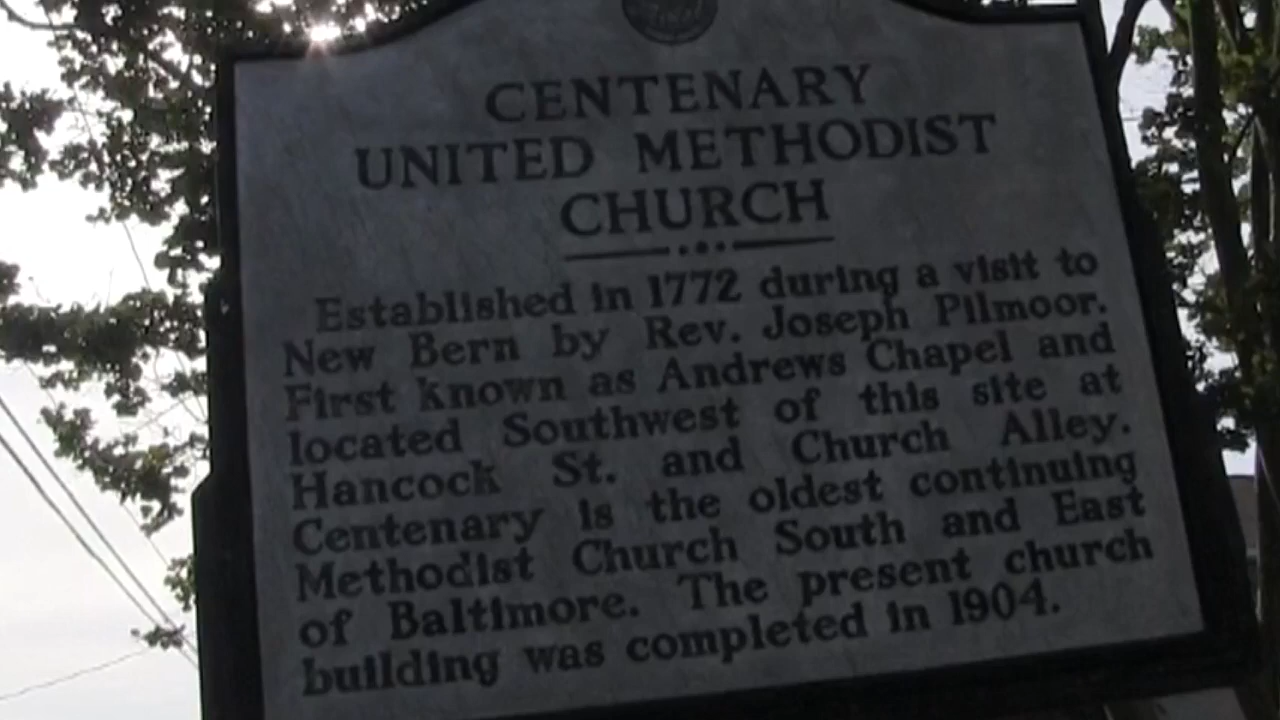 CENTENARY
UNITED METHODIST
CHURCH
Established in 1772 during a visit to
New Bern by Rev. Joseph Pilmoor.
First known as Andrews Chapel and
located Southwest of this site at
Hancock St. and Church Alley.
Centenary is the oldest continuing
Methodist Church South and East
of Baltimore. The present church
building was completed in 1904.